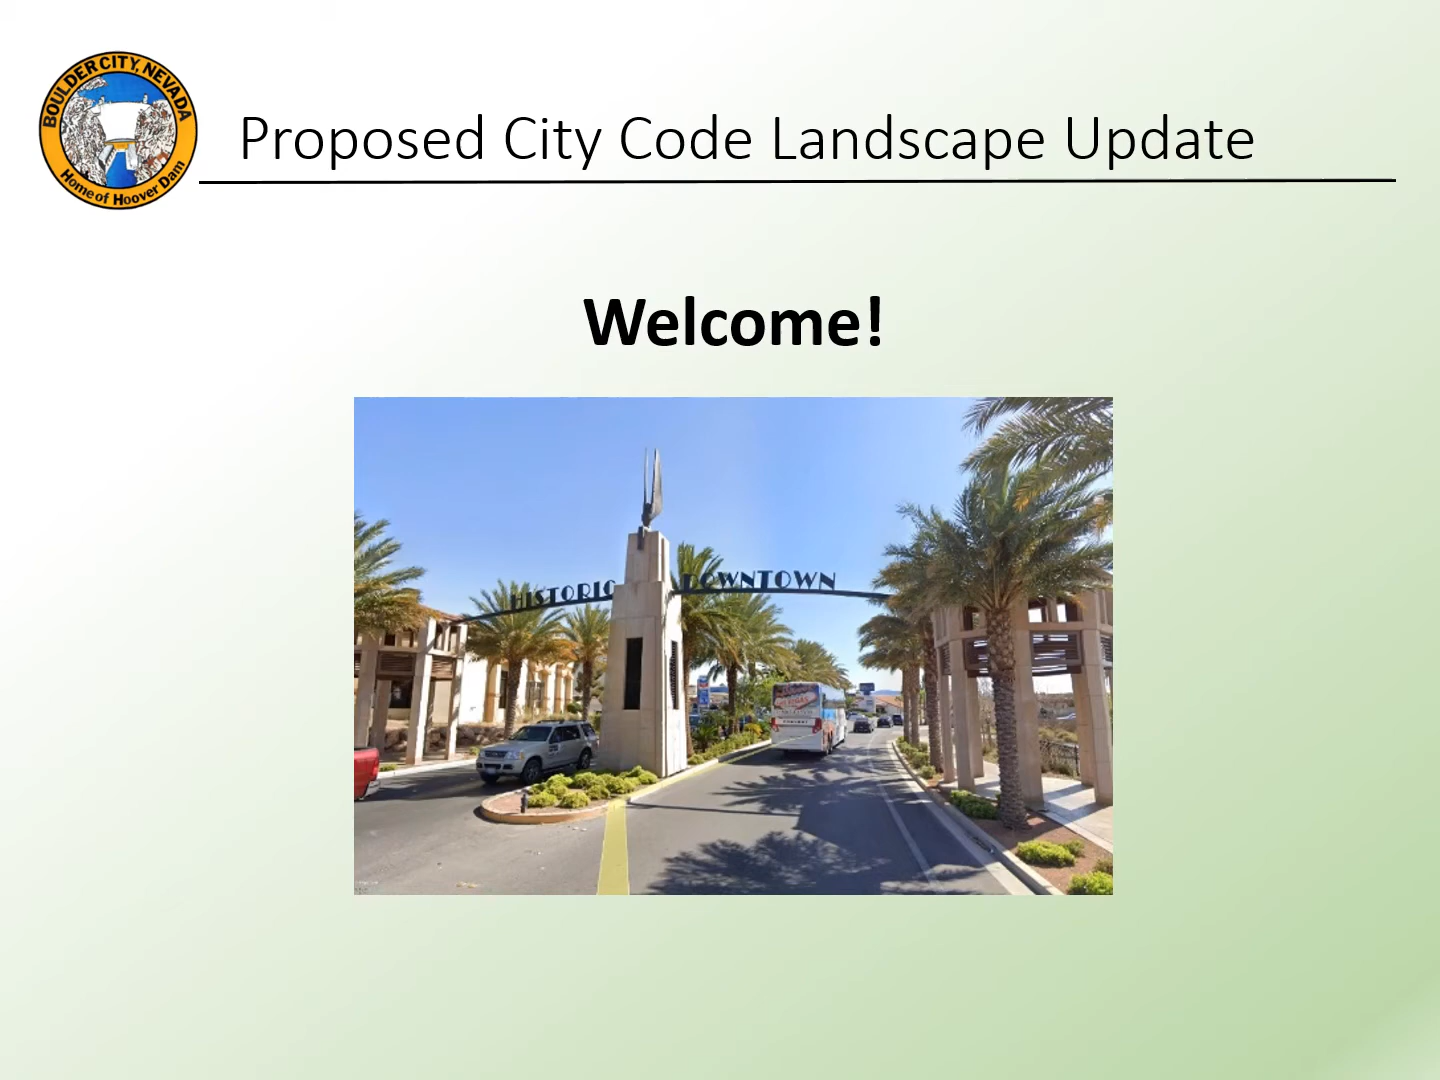 BOULDER CITY, NEVADA
Home of Hoover Dam
Proposed City Code Landscape Update
Welcome!
HISTORIC DOWNTOWN